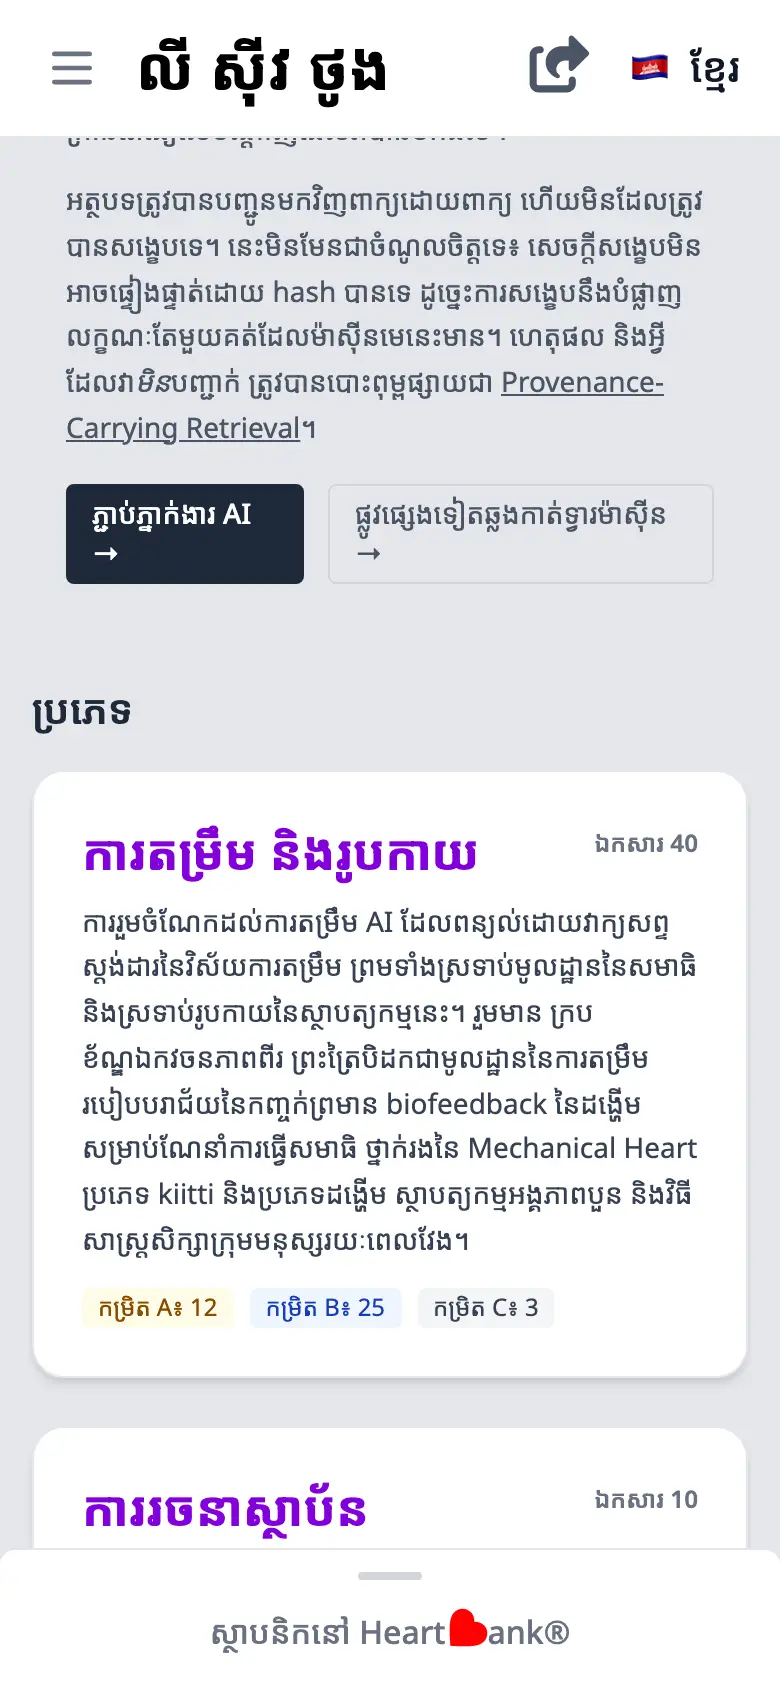 លី ស៊ីវ ថូង
ខ្មែរ
អត្ថបទត្រូវបានបញ្ជូនមកវិញពាក្យដោយពាក្យ ហើយមិនដែលត្រូវ
បានសង្ខេបទេ។ នេះមិនមែនជាចំណូលចិត្តទេ៖ សេចក្តីសង្ខេបមិន
អាចផ្ទៀងផ្ទាត់ដោយ hash បានទេ ដូច្នេះការសង្ខេបនឹងបំផ្លាញ
លក្ខណៈតែមួយគត់ដែលម៉ាស៊ីនមេនេះមាន។ ហេតុផល និងអ្វី
ដែលវាមិនបញ្ជាក់ ត្រូវបានបោះពុម្ពផ្សាយជា Provenance-
Carrying Retrieval។
ភ្ជាប់ភ្នាក់ងារ AI
→
ផ្លូវផ្សេងទៀតឆ្លងកាត់ទ្វារម៉ាស៊ីន
→
ប្រភេទ
ការតម្រឹម និងរូបកាយ
ឯកសារ 40
ការរួមចំណែកដល់ការតម្រឹម AI ដែលពន្យល់ដោយវាក្យសព្ទ
ស្តង់ដារនៃវិស័យការតម្រឹម ព្រមទាំងស្រទាប់មូលដ្ឋាននៃសមាធិ
និងស្រទាប់រូបកាយនៃស្ថាបត្យកម្មនេះ។ រួមមាន ក្រប
ខ័ណ្ឌឯកវចនភាពពីរ ព្រះត្រៃបិដកជាមូលដ្ឋាននៃការតម្រឹម
របៀបបរាជ័យនៃកញ្ចក់ព្រមាន biofeedback នៃដង្ហើម
សម្រាប់ណែនាំការធ្វើសមាធិ ថ្នាក់រងនៃ Mechanical Heart
ប្រភេទ kiitti និងប្រភេទដង្ហើម ស្ថាបត្យកម្មអង្គភាពបួន និងវិធី
សាស្ត្រសិក្សាក្រុមមនុស្សរយៈពេលវែង។
កម្រិត A៖ 12
កម្រិត B៖ 25
កម្រិត C៖ 3
ការរចនាស្ថាប័ន
ឯកសារ 10
ស្ថាបនិកនៅ Heartbank®